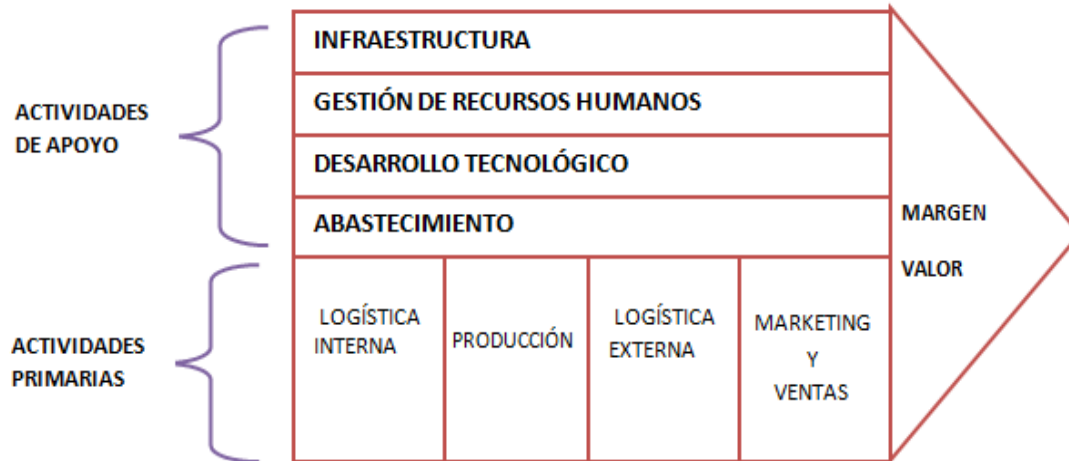 ACTIVIDADES
DE APOYO
INFRAESTRUCTURA
GESTIÓN DE RECURSOS HUMANOS
DESARROLLO TECNOLÓGICO
ABASTECIMIENTO
MARGEN
VALOR
ACTIVIDADES
PRIMARIAS
LOGÍSTICA
INTERNA
PRODUCCIÓN
LOGÍSTICA
EXTERNA
MARKETING
Y
VENTAS